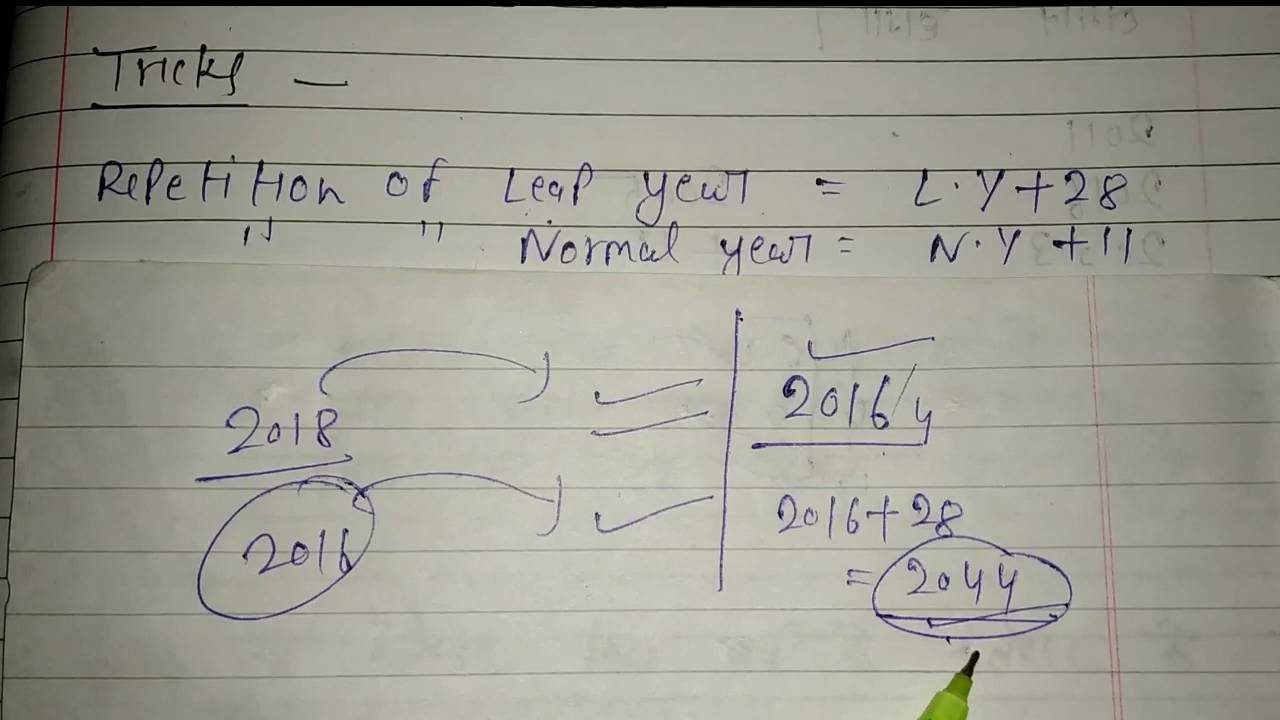 Tricks —
Repetition of Leap year = L.Y+28
" " Normal year = N.Y +11
2018
2016
2016/4
2016+28
= 2044